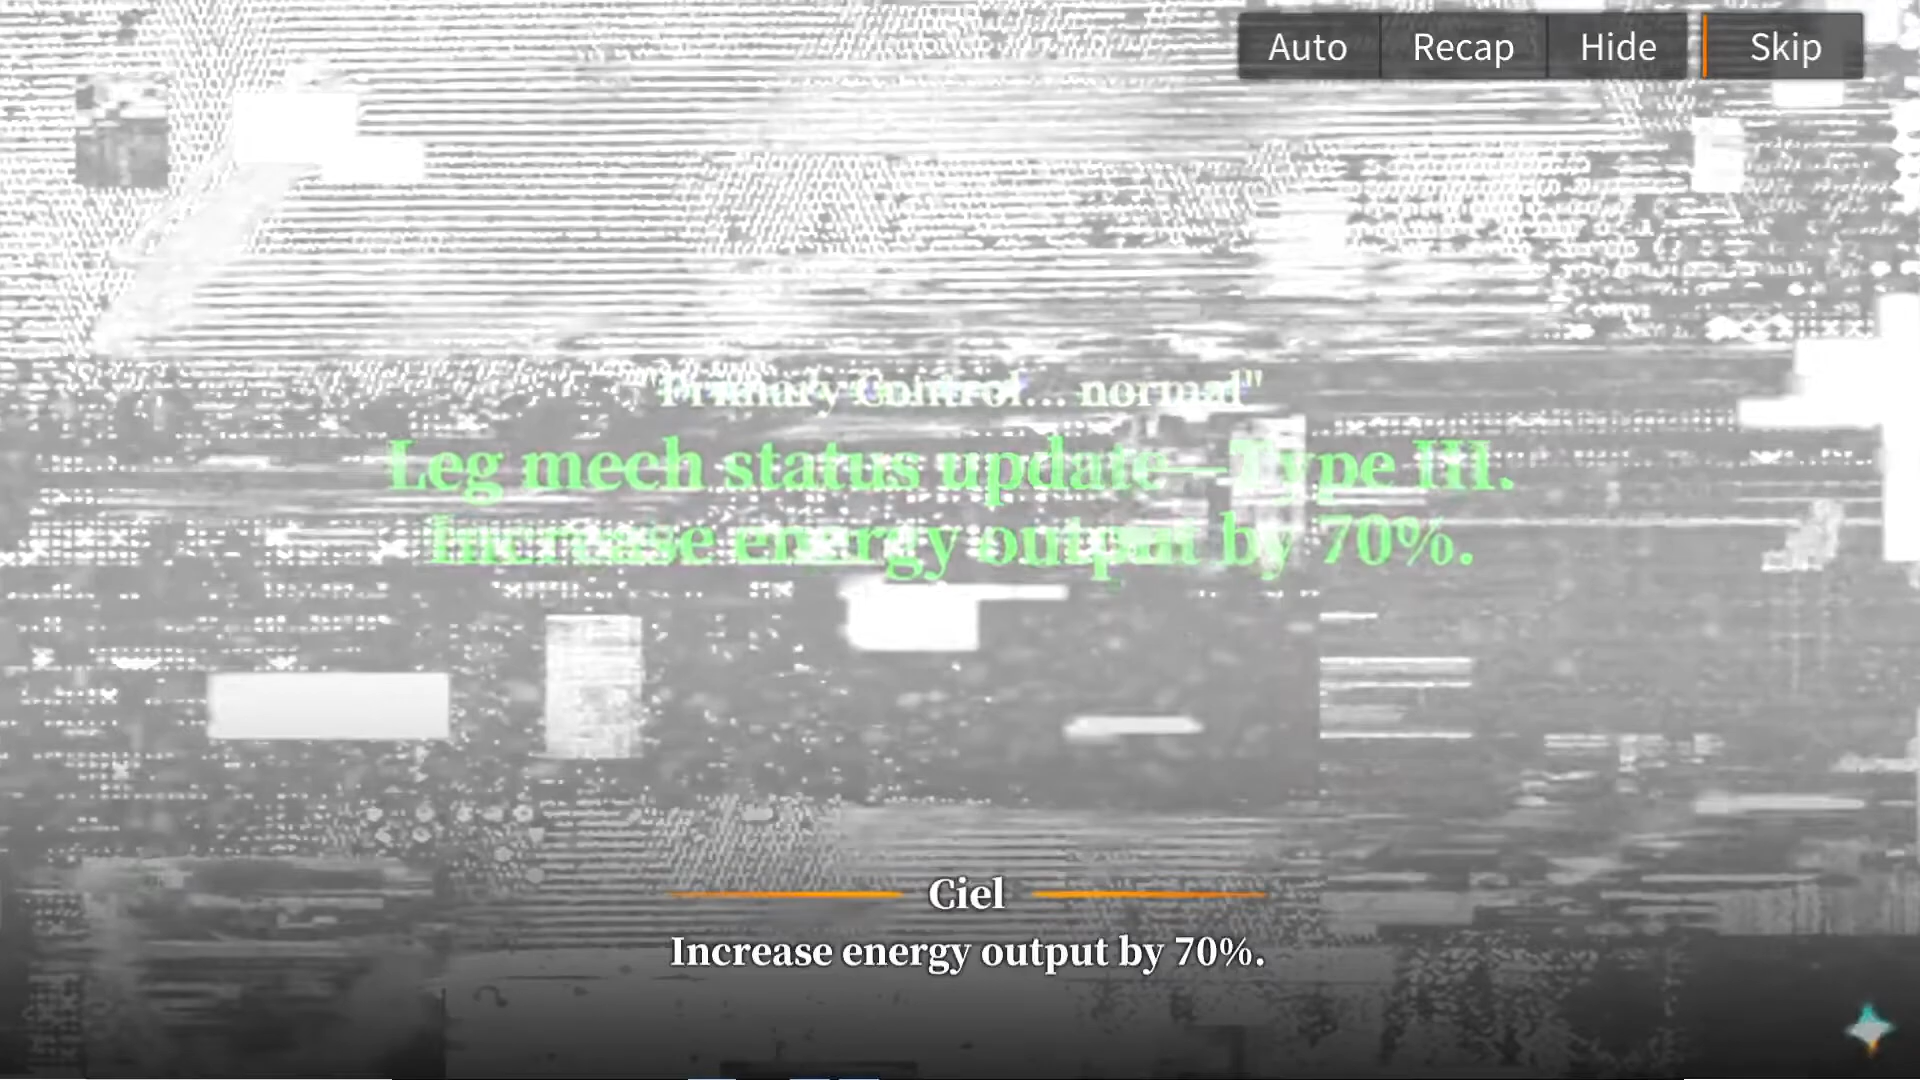 Auto
Recap
Hide
Skip
"Primary Control... normal"
Leg mech status update—Type III.
Increase energy output by 70%.
Ciel
Increase energy output by 70%.